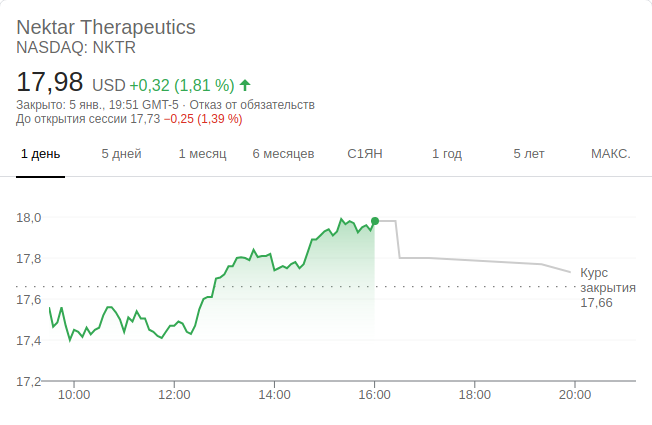 Nektar Therapeutics
NASDAQ: NKTR
17,98 USD +0,32 (1,81 %)
Закрыто: 5 янв., 19:51 GMT-5 · Отказ от обязательств
До открытия сессии 17,73 −0,25 (1,39 %)
1 день 5 дней 1 месяц 6 месяцев С1ЯН 1 год 5 лет МАКС.
18,0
17,8
17,6
17,4
17,2
Курс
закрытия
17,66
10:00 12:00 14:00 16:00 18:00 20:00